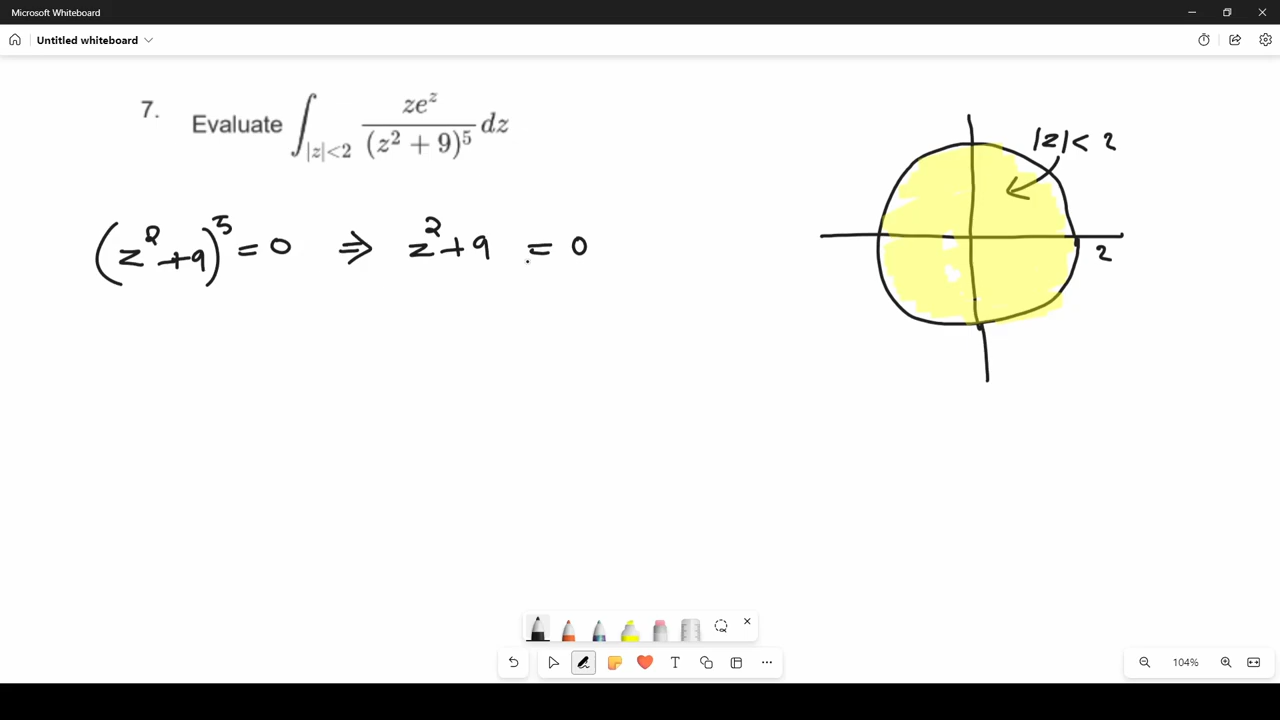 Microsoft Whiteboard
Untitled whiteboard
7. Evaluate ∫_{|z|<2} \frac{ze^z}{(z^2 + 9)^5} dz
|z| < 2
(z^2 + 9)^5 = 0 ⇒ z^2 + 9 = 0
2
104%